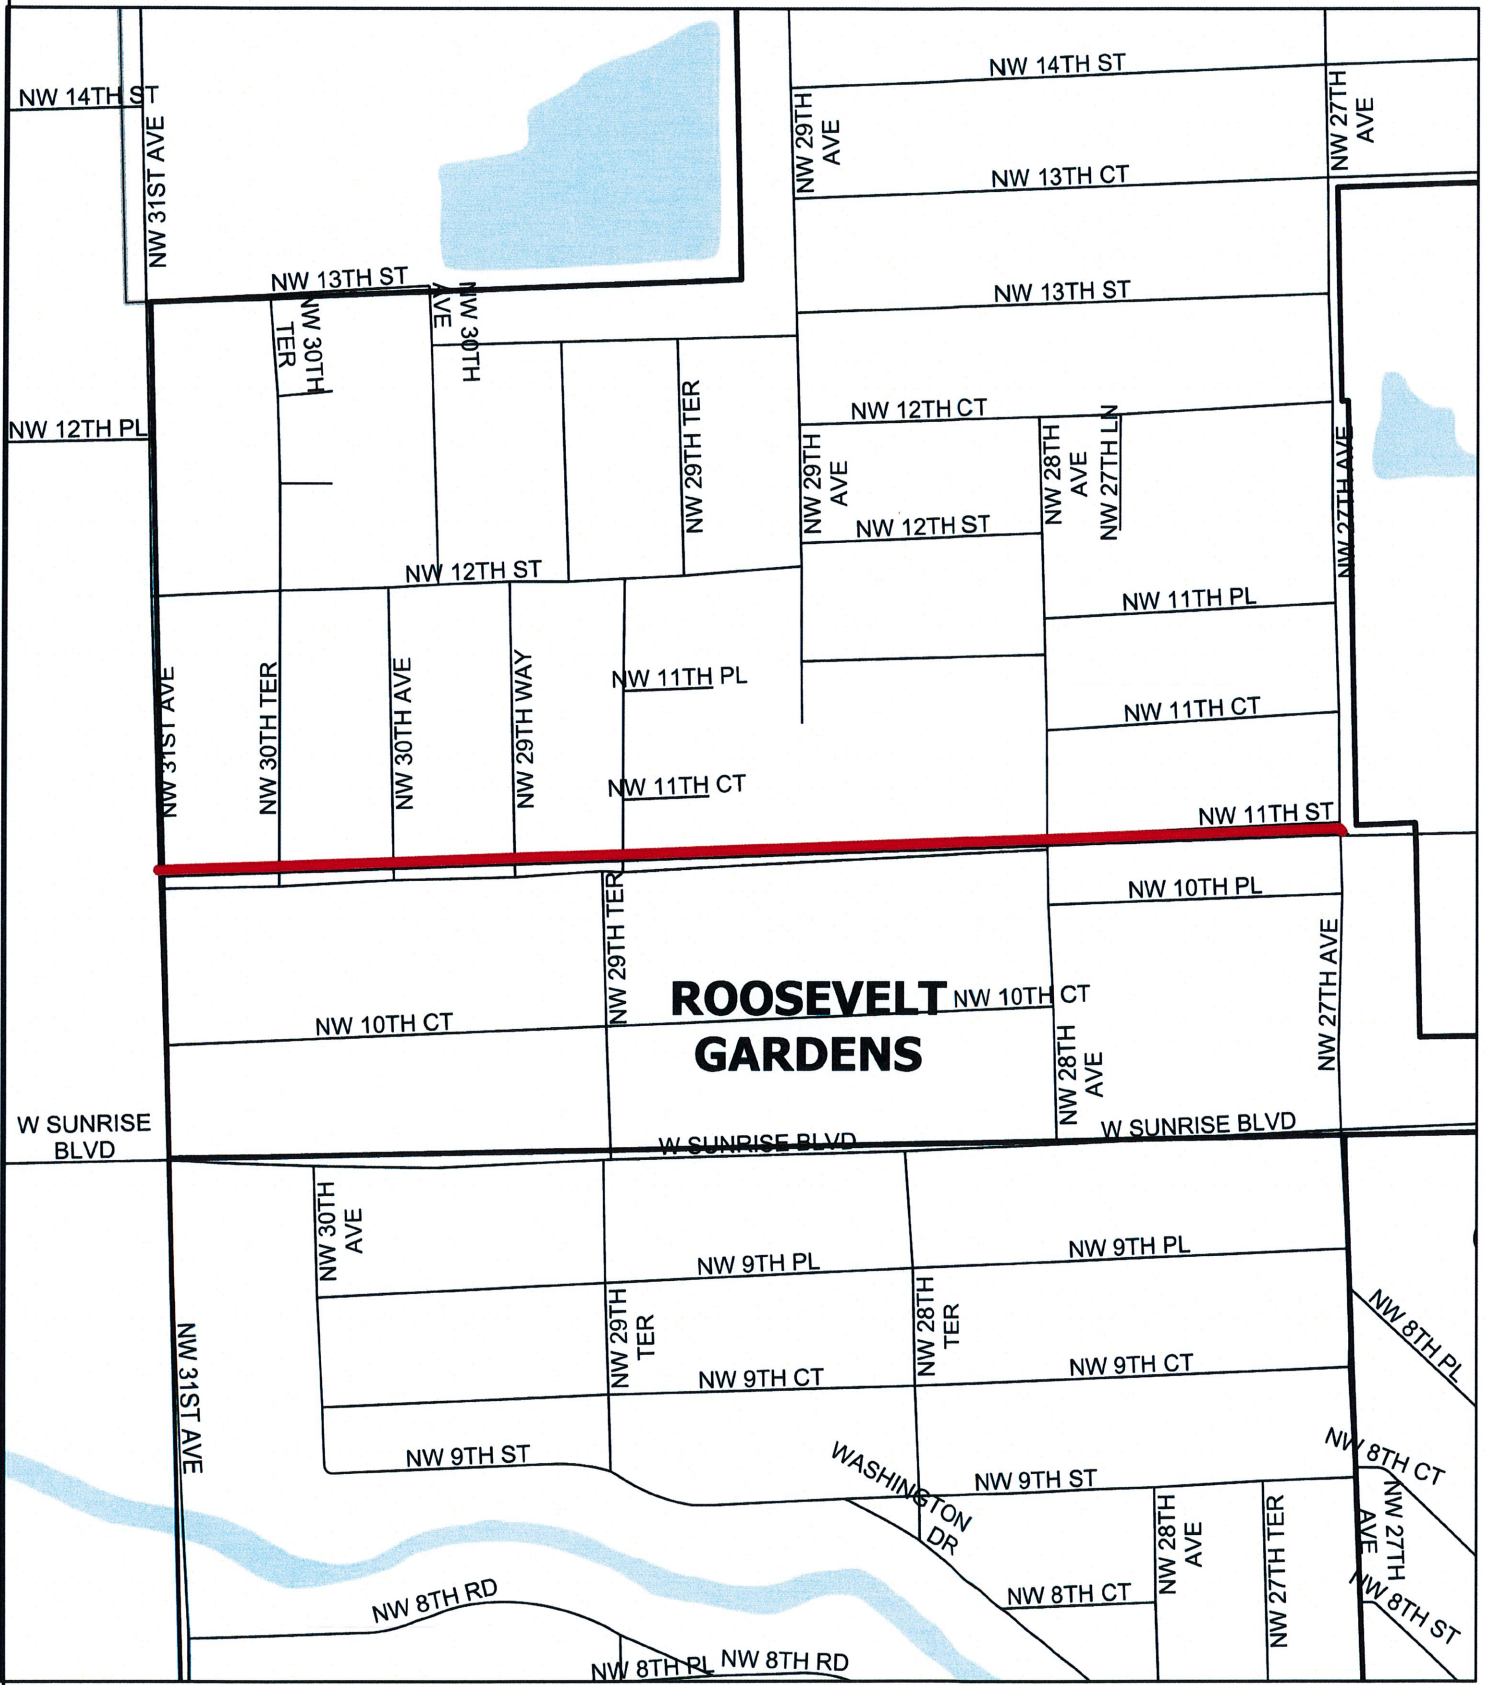 NW 14TH ST
NW 14TH ST
NW 31ST AVE
NW 29TH
AVE
NW 27TH
AVE
NW 13TH CT
NW 13TH ST
NW 13TH ST
NW 30TH
TER
NW 30TH
AVE
NW 12TH PL
NW 29TH TER
NW 12TH CT
NW 29TH
AVE
NW 28TH
AVE
NW 27TH LN
NW 27TH AVE
NW 12TH ST
NW 12TH ST
NW 11TH PL
NW 31ST AVE
NW 30TH TER
NW 30TH AVE
NW 29TH WAY
NW 11TH PL
NW 11TH CT
NW 11TH CT
NW 11TH ST
NW 29TH TER
NW 10TH PL
NW 27TH AVE
ROOSEVELT
GARDENS
NW 10TH CT
NW 10TH CT
NW 28TH
AVE
W SUNRISE
BLVD
W SUNRISE BLVD
W SUNRISE BLVD
NW 30TH
AVE
NW 9TH PL
NW 9TH PL
NW 29TH
TER
NW 28TH
TER
NW 8TH PL
NW 31ST AVE
NW 9TH CT
NW 9TH CT
NW 9TH ST
WASHINGTON
DR
NW 9TH ST
NW 8TH CT
NW 28TH
AVE
NW 27TH TER
NW 27TH
AVE
NW 8TH RD
NW 8TH CT
NW 8TH ST
NW 8TH PL
NW 8TH RD